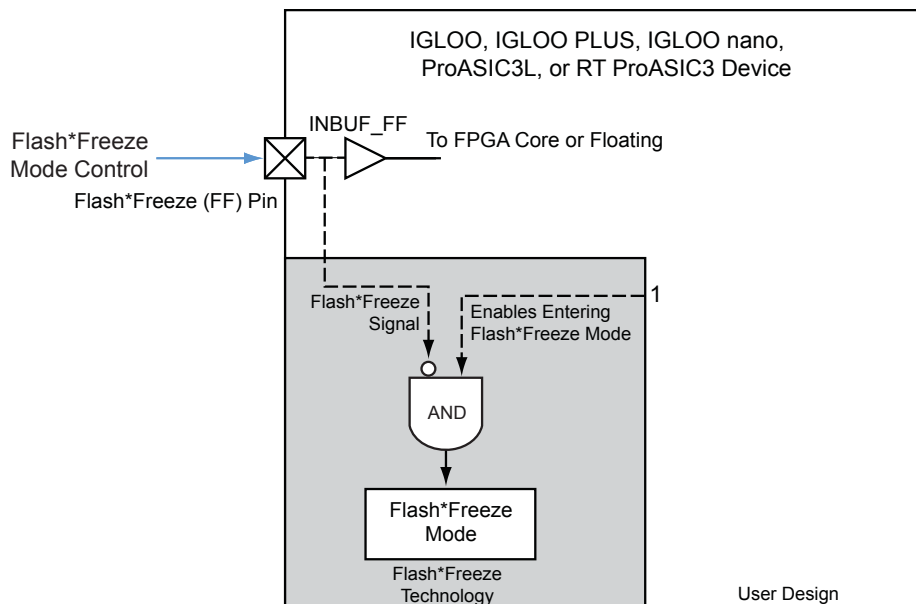 IGLOO, IGLOO PLUS, IGLOO nano,
ProASIC3L, or RT ProASIC3 Device
INBUF_FF
To FPGA Core or Floating
Flash*Freeze
Mode Control
Flash*Freeze (FF) Pin
1
Flash*Freeze
Signal
Enables Entering
Flash*Freeze Mode
AND
Flash*Freeze
Mode
Flash*Freeze
Technology
User Design